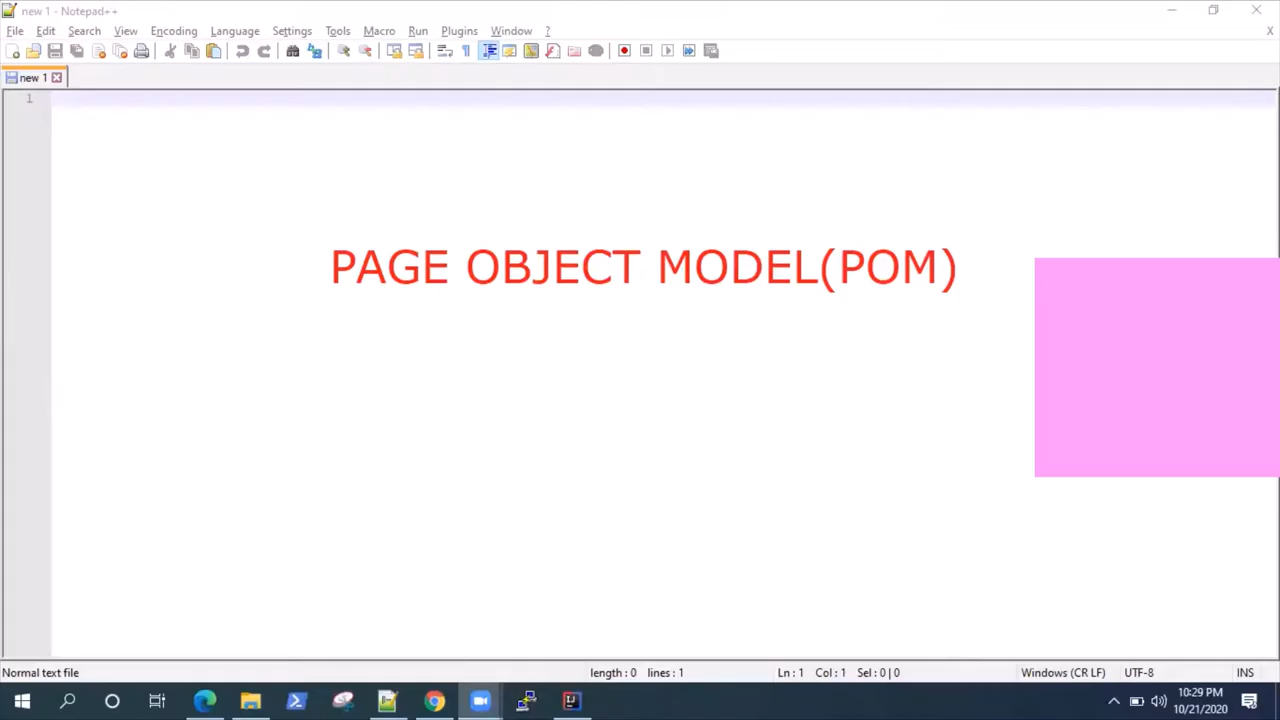 new 1 - Notepad++
File Edit Search View Encoding Language Settings Tools Macro Run Plugins Window ? X
new 1
1
PAGE OBJECT MODEL(POM)
Normal text file length : 0 lines : 1 Ln : 1 Col : 1 Sel : 0 | 0 Windows (CR LF) UTF-8 INS
10:29 PM
10/21/2020